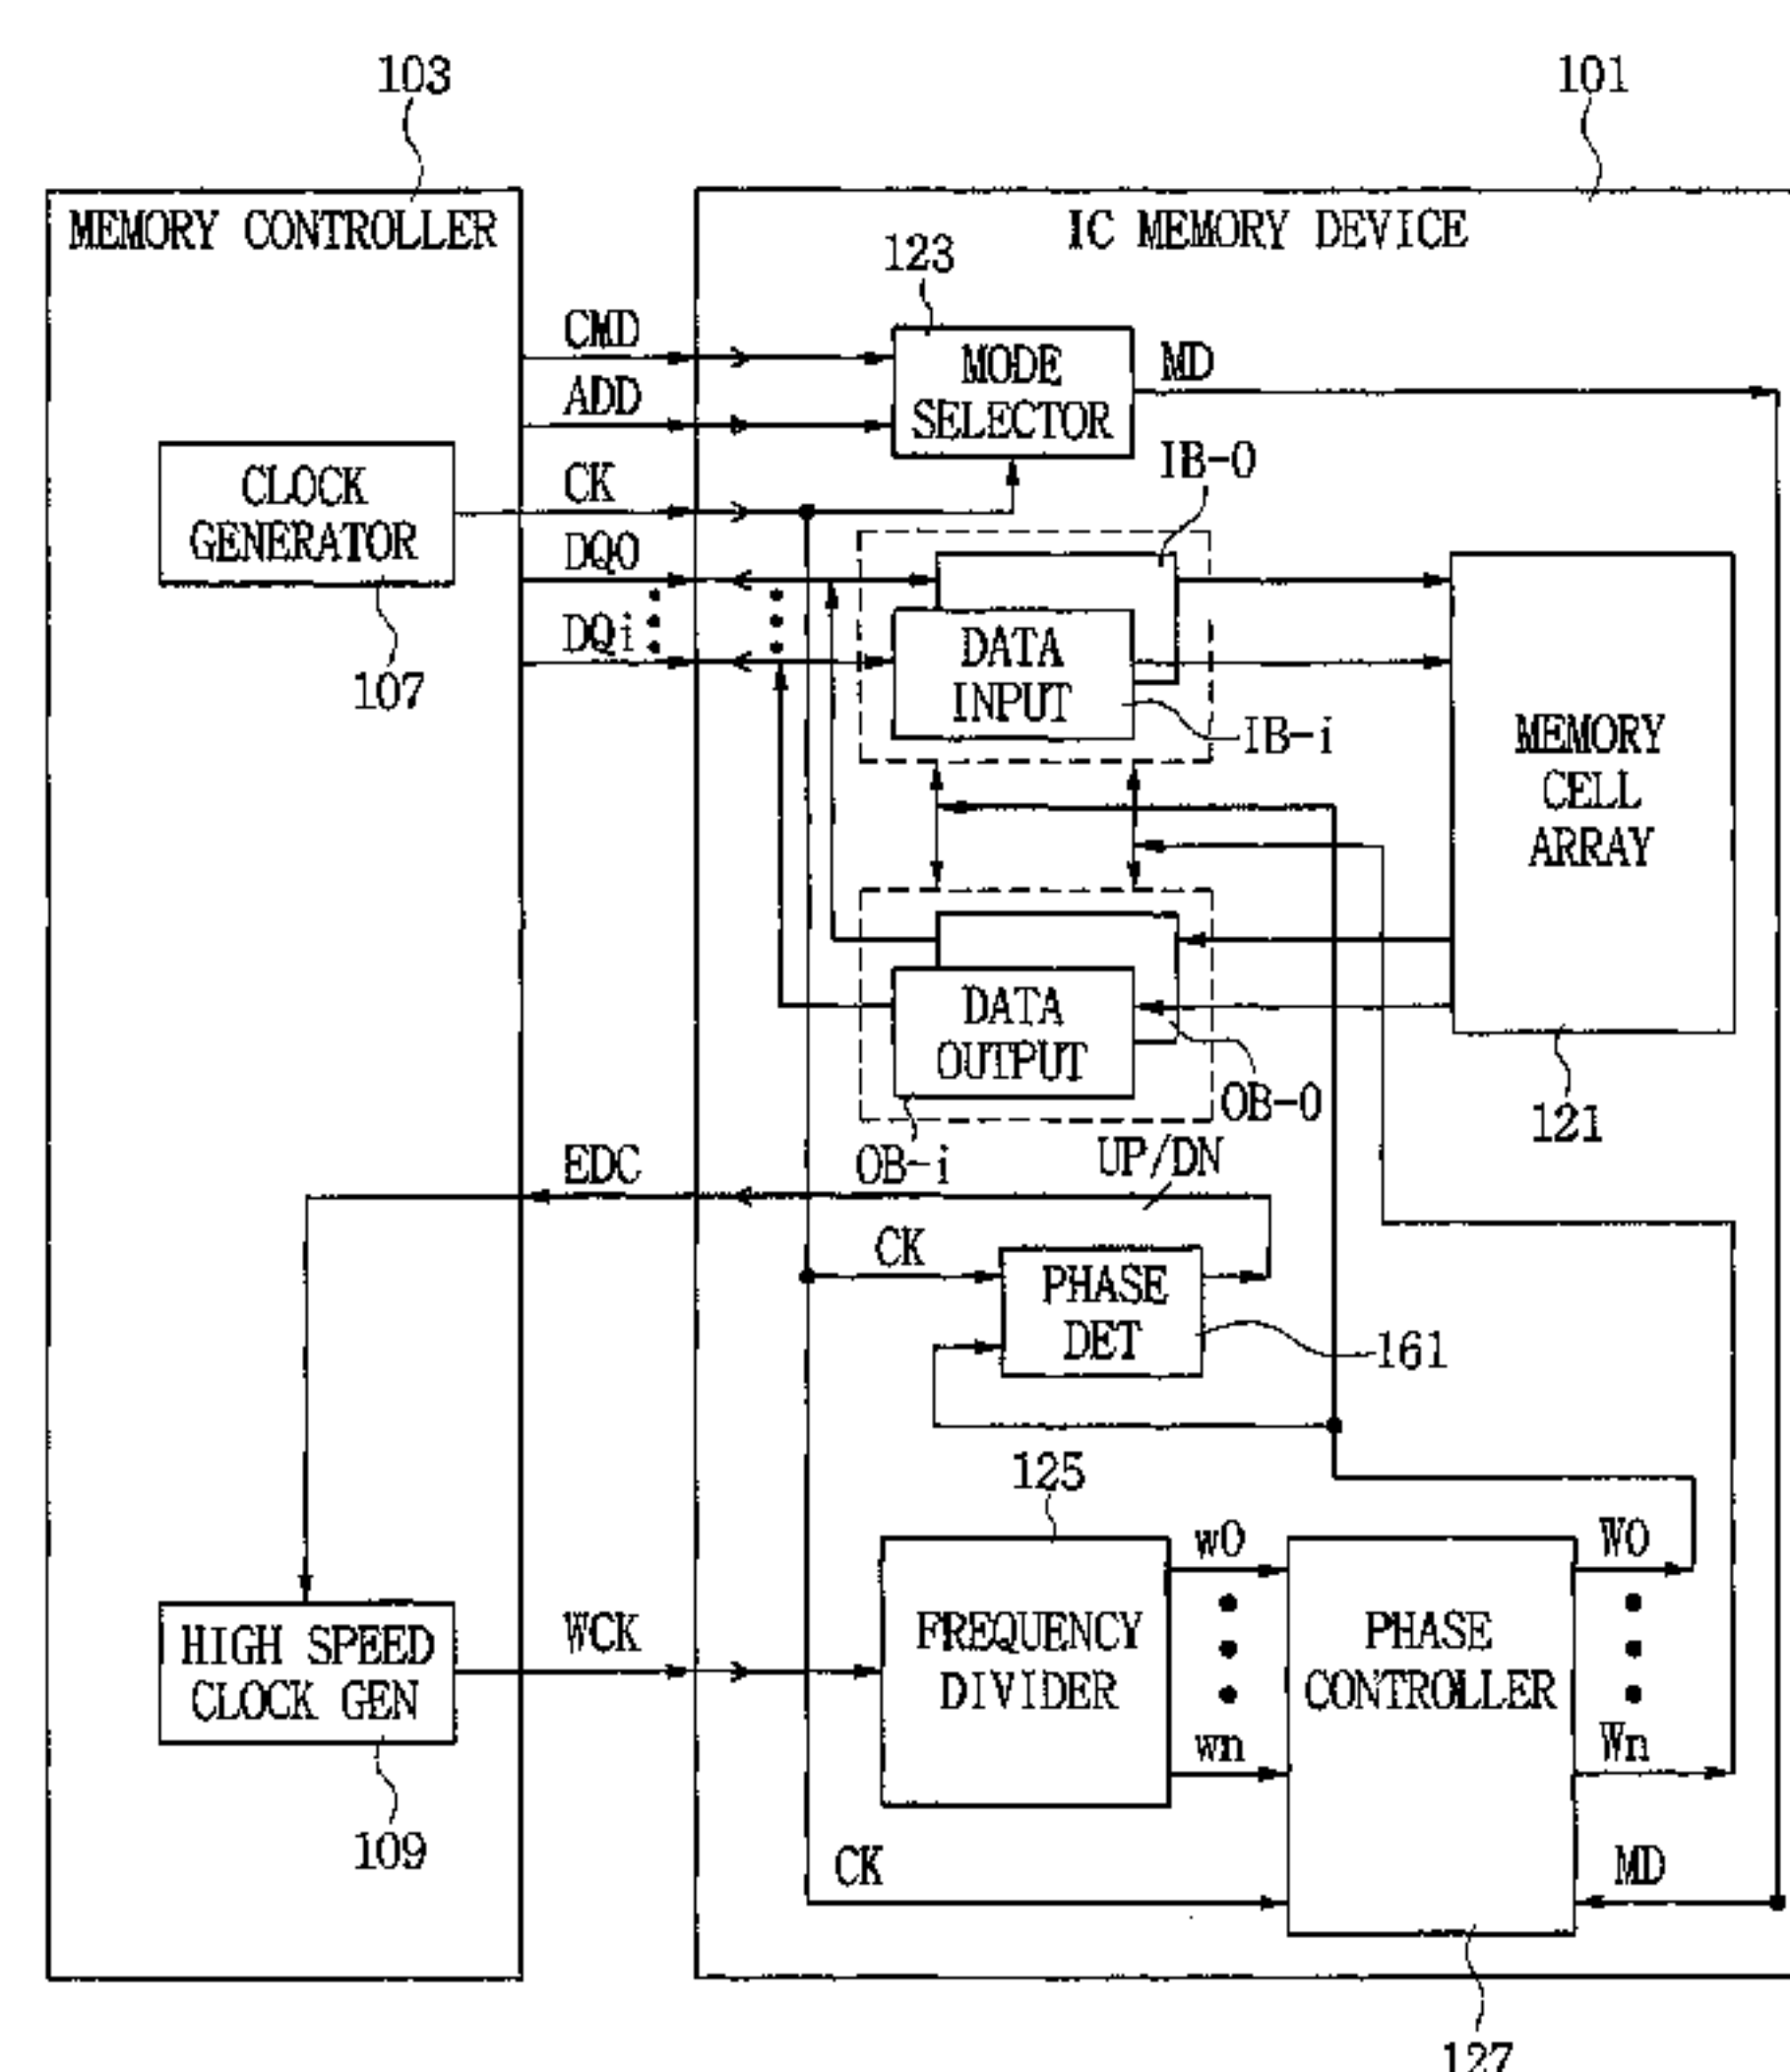 103
101
MEMORY CONTROLLER
IC MEMORY DEVICE
123
CMD
MODE
SELECTOR
MD
ADD
IB-0
CK
CLOCK
GENERATOR
DQ0
DQi
107
DATA
INPUT
IB-i
MEMORY
CELL
ARRAY
DATA
OUTPUT
OB-0
121
OB-i
UP/DN
EDC
CK
PHASE
DET
161
125
w0
W0
HIGH SPEED
CLOCK GEN
WCK
FREQUENCY
DIVIDER
PHASE
CONTROLLER
wn
Wn
109
CK
MD
127